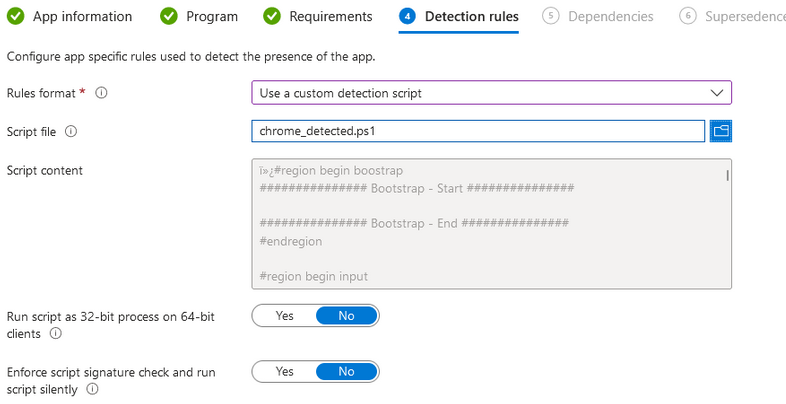 App information
Program
Requirements
4 Detection rules
5 Dependencies
6 Supersedence
Configure app specific rules used to detect the presence of the app.
Rules format *
Use a custom detection script
Script file
chrome_detected.ps1
Script content
ï»¿#region begin boostrap
############### Bootstrap - Start ###############
############### Bootstrap - End ###############
#endregion
#region begin input
Run script as 32-bit process on 64-bit
clients
Yes No
Enforce script signature check and run
script silently
Yes No